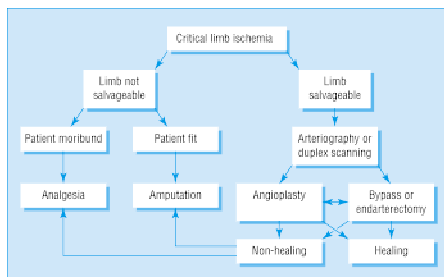 Critical limb ischemia
Limb not
salvageable
Limb
salvageable
Patient moribund
Patient fit
Arteriography or
duplex scanning
Analgesia
Amputation
Angioplasty
Bypass or
endarterectomy
Non-healing
Healing